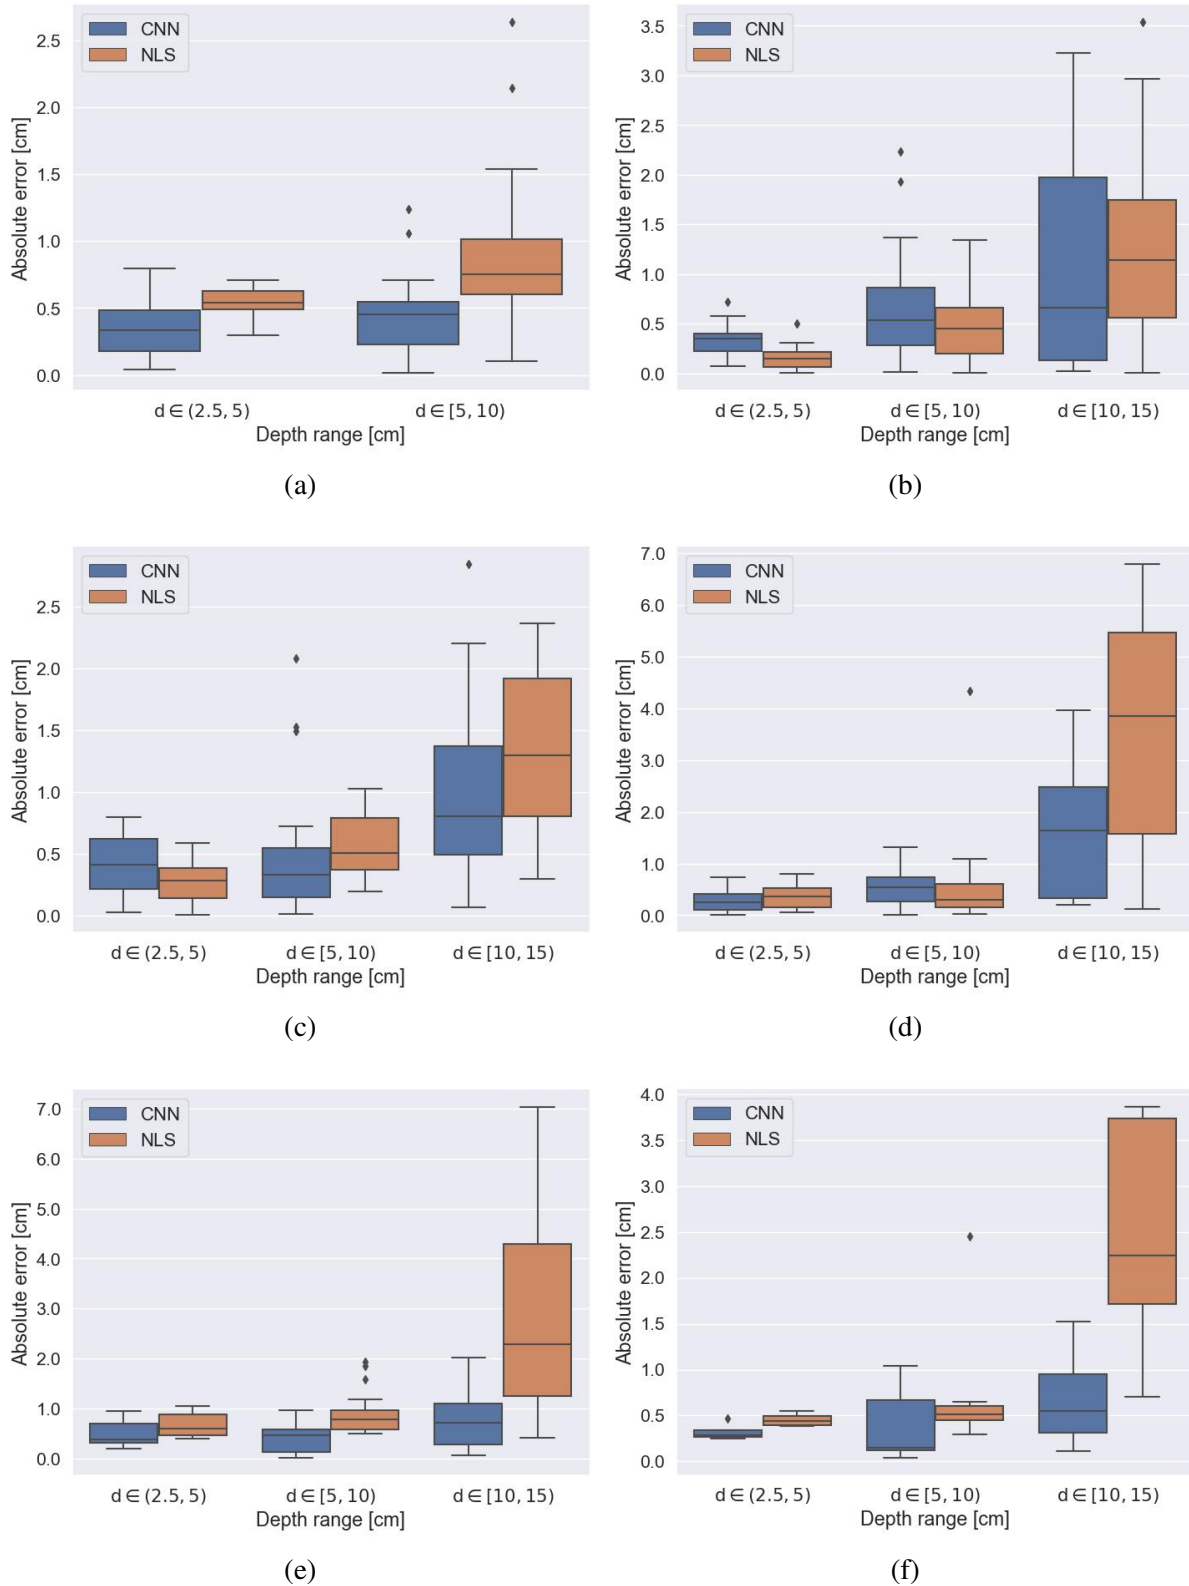 CNN
NLS
2.5
2.0
1.5
1.0
0.5
0.0
Absolute error [cm]
d ∈ (2.5, 5)
d ∈ [5, 10)
Depth range [cm]
(a)
CNN
NLS
3.5
3.0
2.5
2.0
1.5
1.0
0.5
0.0
Absolute error [cm]
d ∈ (2.5, 5)
d ∈ [5, 10)
d ∈ [10, 15)
Depth range [cm]
(b)
CNN
NLS
2.5
2.0
1.5
1.0
0.5
0.0
Absolute error [cm]
d ∈ (2.5, 5)
d ∈ [5, 10)
d ∈ [10, 15)
Depth range [cm]
(c)
CNN
NLS
7.0
6.0
5.0
4.0
3.0
2.0
1.0
0.0
Absolute error [cm]
d ∈ (2.5, 5)
d ∈ [5, 10)
d ∈ [10, 15)
Depth range [cm]
(d)
CNN
NLS
7.0
6.0
5.0
4.0
3.0
2.0
1.0
0.0
Absolute error [cm]
d ∈ (2.5, 5)
d ∈ [5, 10)
d ∈ [10, 15)
Depth range [cm]
(e)
CNN
NLS
4.0
3.5
3.0
2.5
2.0
1.5
1.0
0.5
0.0
Absolute error [cm]
d ∈ (2.5, 5)
d ∈ [5, 10)
d ∈ [10, 15)
Depth range [cm]
(f)